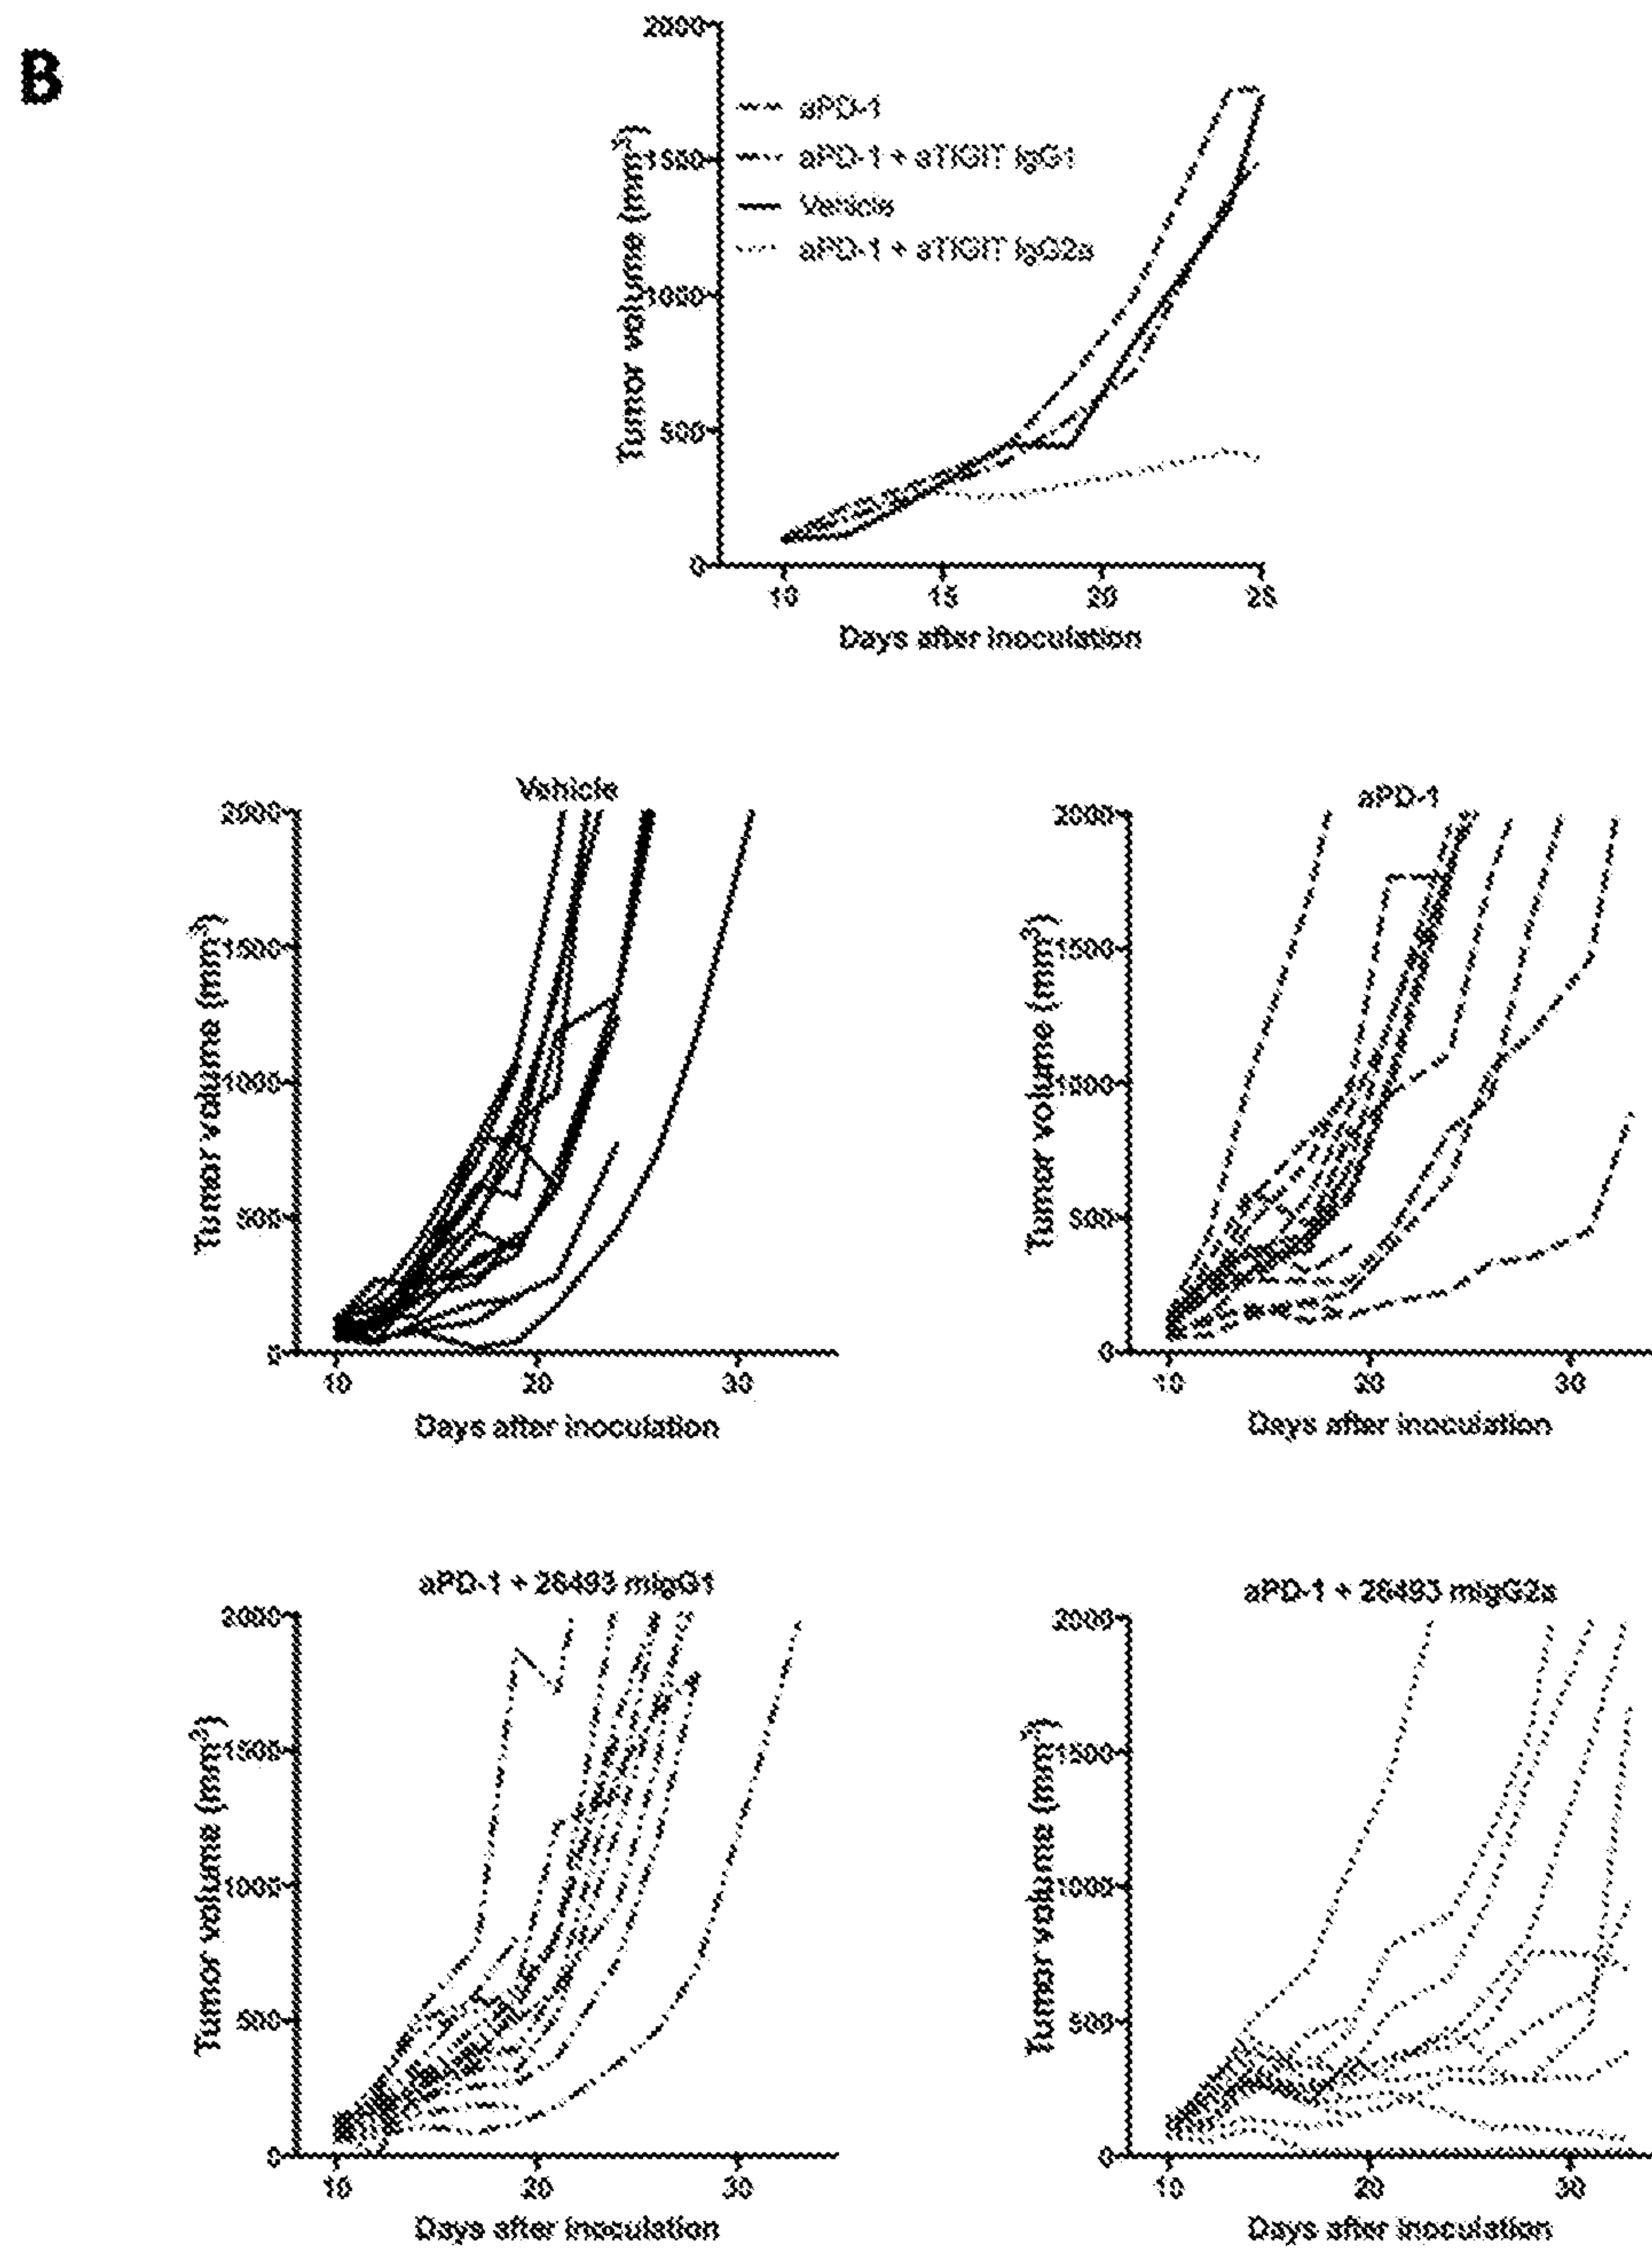 B
2000
1500
1000
500
0
Tumor volume (mm³)
aPD-1
aPD-1 + aTIGIT IgG1
Vehicle
aPD-1 + aTIGIT IgG2a
10 15 20 25
Days after inoculation
Vehicle
2000
1500
1000
500
0
Tumor volume (mm³)
10 20 30
Days after inoculation
aPD-1
2000
1500
1000
500
0
Tumor volume (mm³)
10 20 30
Days after inoculation
aPD-1 + 26493 mIgG1
2000
1500
1000
500
0
Tumor volume (mm³)
10 20 30
Days after inoculation
aPD-1 + 26493 mIgG2a
2000
1500
1000
500
0
Tumor volume (mm³)
10 20 30
Days after inoculation